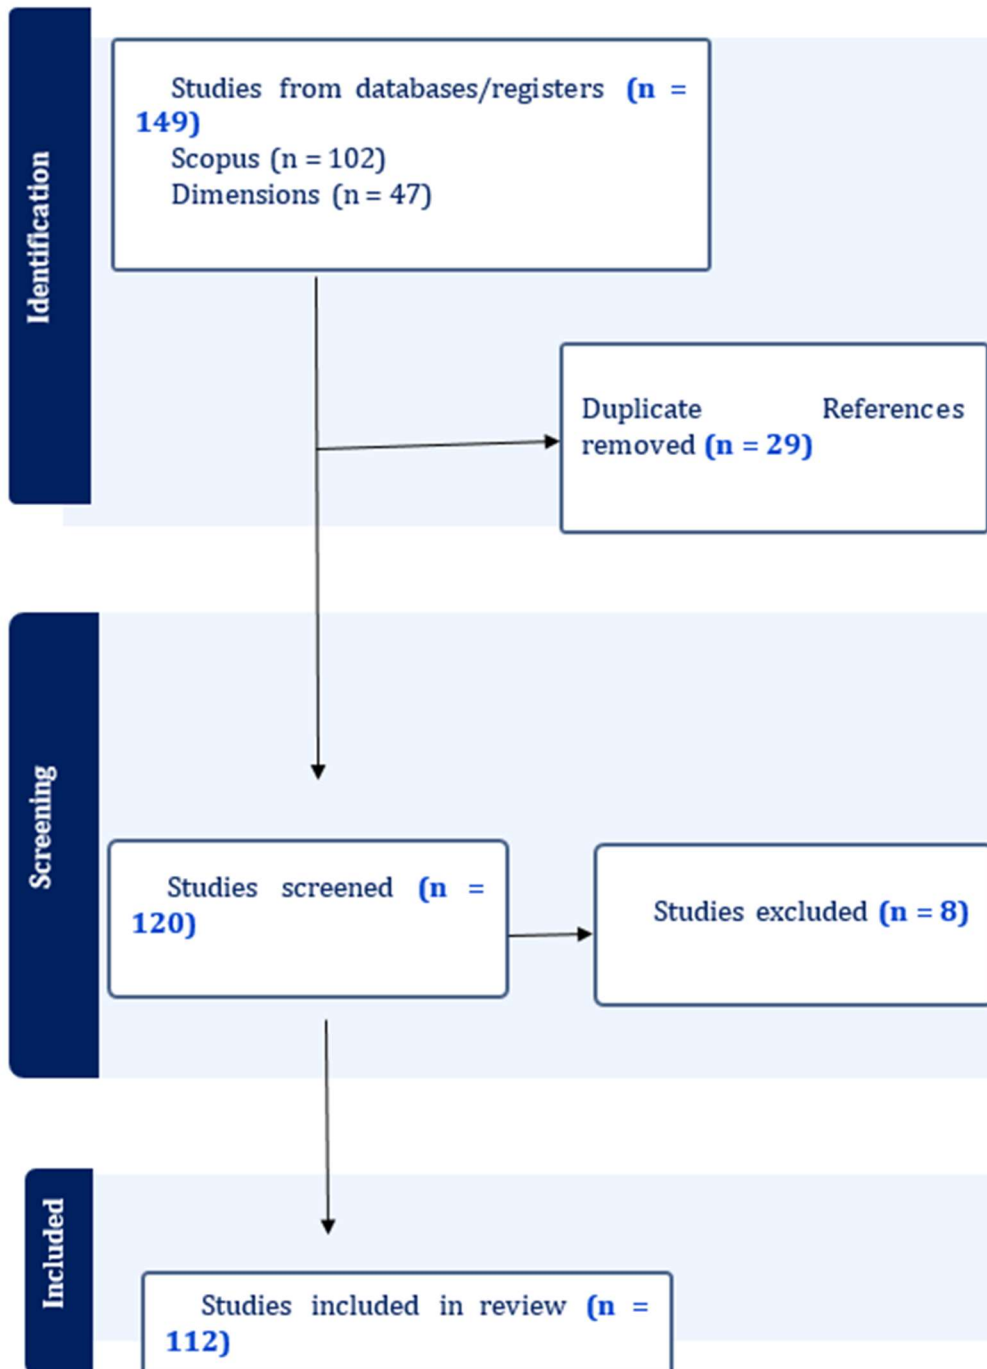 Identification
Studies from databases/registers (n =
149)
Scopus (n = 102)
Dimensions (n = 47)
Duplicate References
removed (n = 29)
Screening
Studies screened (n =
120)
Studies excluded (n = 8)
Included
Studies included in review (n =
112)